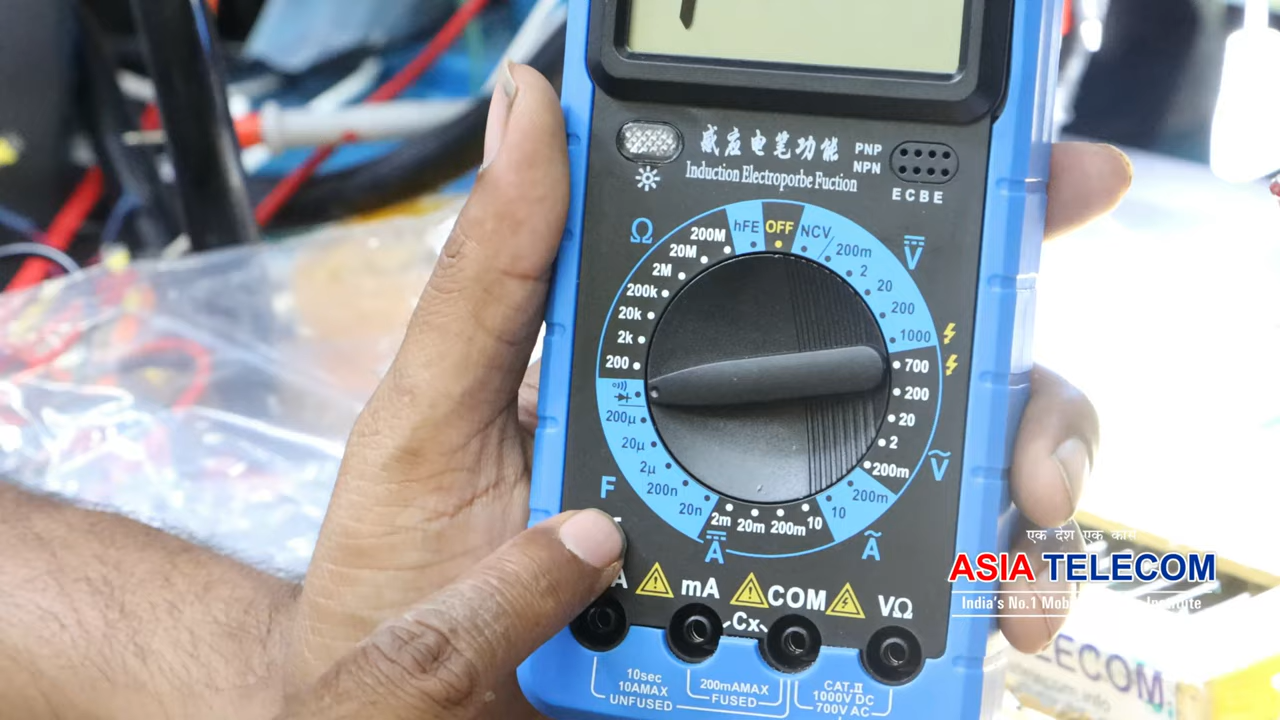 感应电笔功能
Induction Electroporbe Fuction
PNP
NPN
E C B E
Ω
200M
20M
2M
200k
20k
2k
200
hFE
OFF
NCV
V
200m
2
20
200
1000
700
200
20
2
200m
V
200m
10
A
200μ
20μ
2μ
200n
20n
F
2m
20m
200m
10
A
A
mA
COM
VΩ
Cx
10sec
10AMAX
UNFUSED
200mAMAX
FUSED
CAT.II
1000V DC
700V AC
एक देश एक
ASIA TELECOM
India's No.1
ECOM